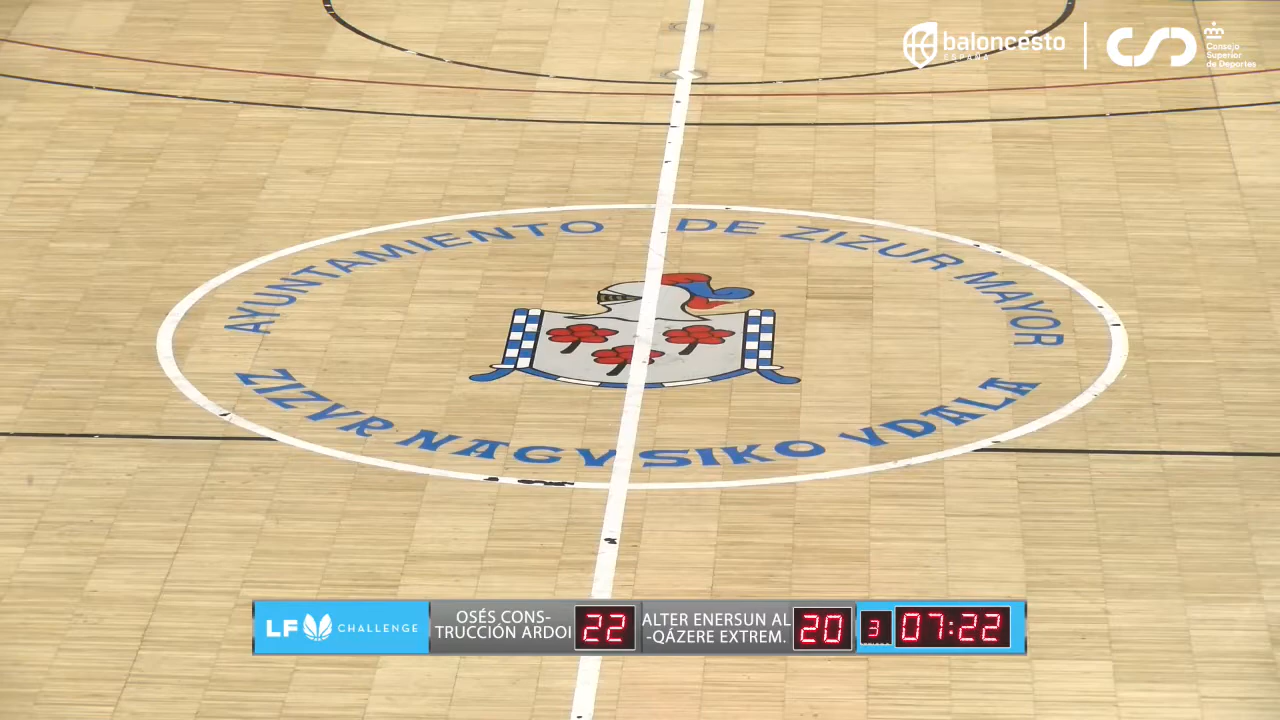 baloncesto
ESPAÑA
Consejo
Superior
de Deportes
AYUNTAMIENTO DE ZIZUR MAYOR
ZIZVR NAGVSIKO VDALA
LF CHALLENGE
OSÉS CONS-
TRUCCIÓN ARDOI
22
ALTER ENERSUN AL
-QÁZERE EXTREM.
20
3
07:22